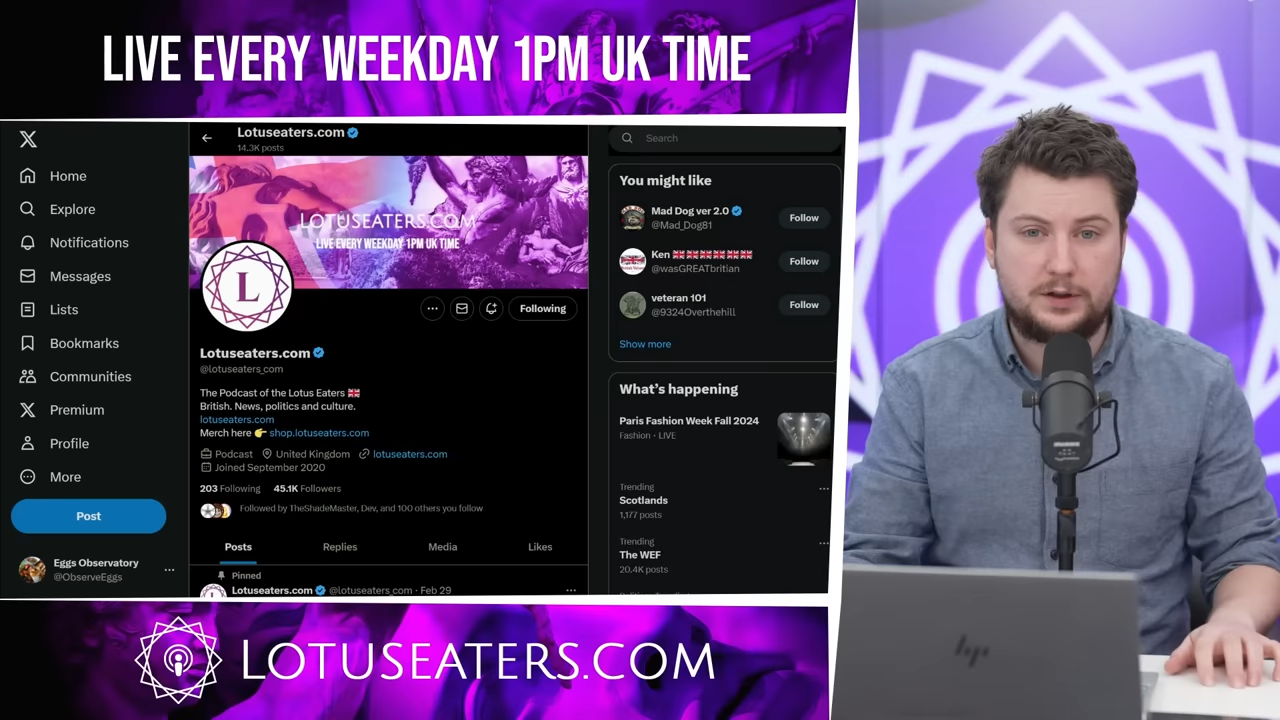 LIVE EVERY WEEKDAY 1PM UK TIME
Lotuseaters.com
14.3K posts
Search
Home
Explore
Notifications
Messages
Lists
Bookmarks
Communities
Premium
Profile
More
Post
Eggs Observatory
@ObserveEggs
LOTUSEATERS.COM
LIVE EVERY WEEKDAY 1PM UK TIME
L
Following
Lotuseaters.com
@lotuseaters_com
The Podcast of the Lotus Eaters 🇬🇧
British. News, politics and culture.
lotuseaters.com
Merch here 👉 shop.lotuseaters.com
Podcast United Kingdom lotuseaters.com
Joined September 2020
203 Following 45.1K Followers
Followed by TheShadeMaster, Dev, and 100 others you follow
Posts Replies Media Likes
Pinned
Lotuseaters.com @lotuseaters_com · Feb 29
You might like
Mad Dog ver 2.0
@Mad_Dog81
Follow
Ken 🇬🇧🇬🇧🇬🇧🇬🇧🇬🇧🇬🇧🇬🇧
@wasGREATbritian
Follow
veteran 101
@9324Overthehill
Follow
Show more
What's happening
Paris Fashion Week Fall 2024
Fashion · LIVE
Trending
Scotlands
1,177 posts
Trending
The WEF
20.4K posts
LOTUSEATERS.COM
hp